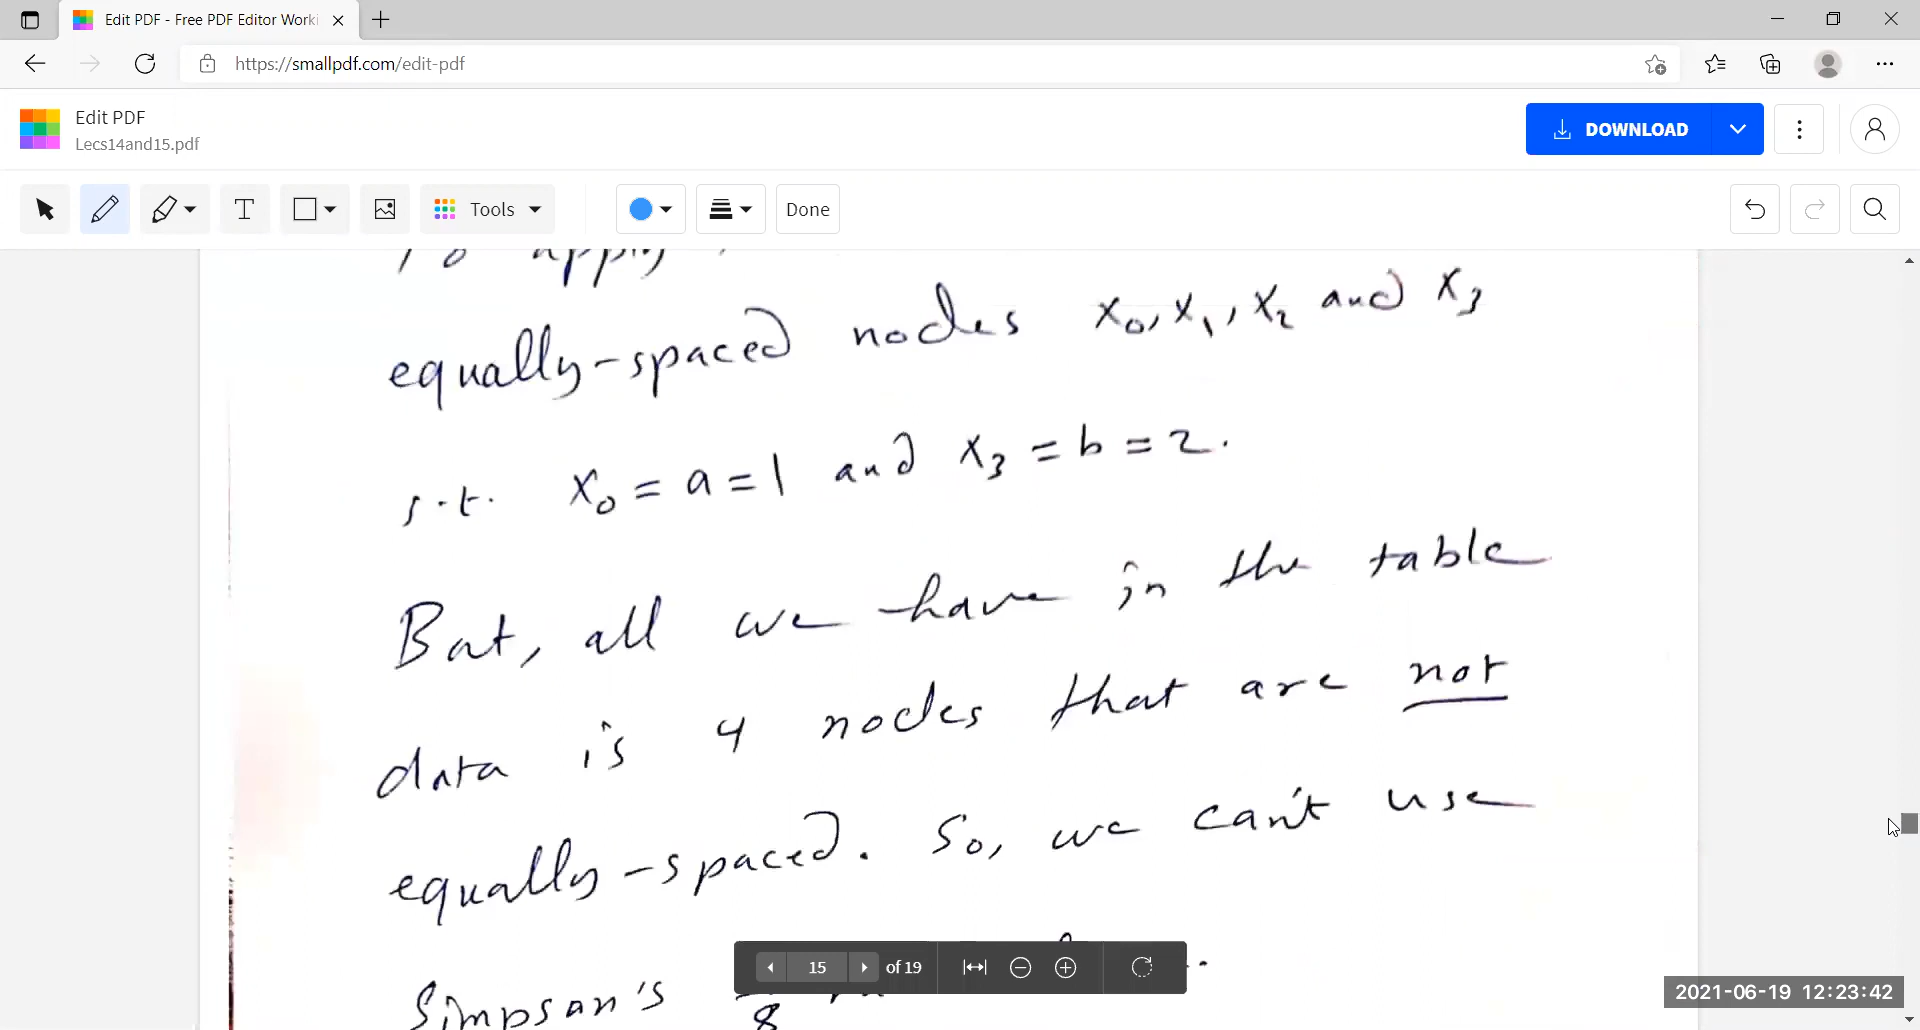 Edit PDF - Free PDF Editor Worki
https://smallpdf.com/edit-pdf
Edit PDF
Lecs14and15.pdf
DOWNLOAD
T Tools Done
To apply
equally-spaced nodes x₀, x₁, x₂ and x₃
s.t. x₀ = a = 1 and x₃ = b = 2.
But, all we have in the table
data is 4 nodes that are not
equally-spaced. So, we can't use
Simpson's 8
15 of 19
2021-06-19 12:23:42